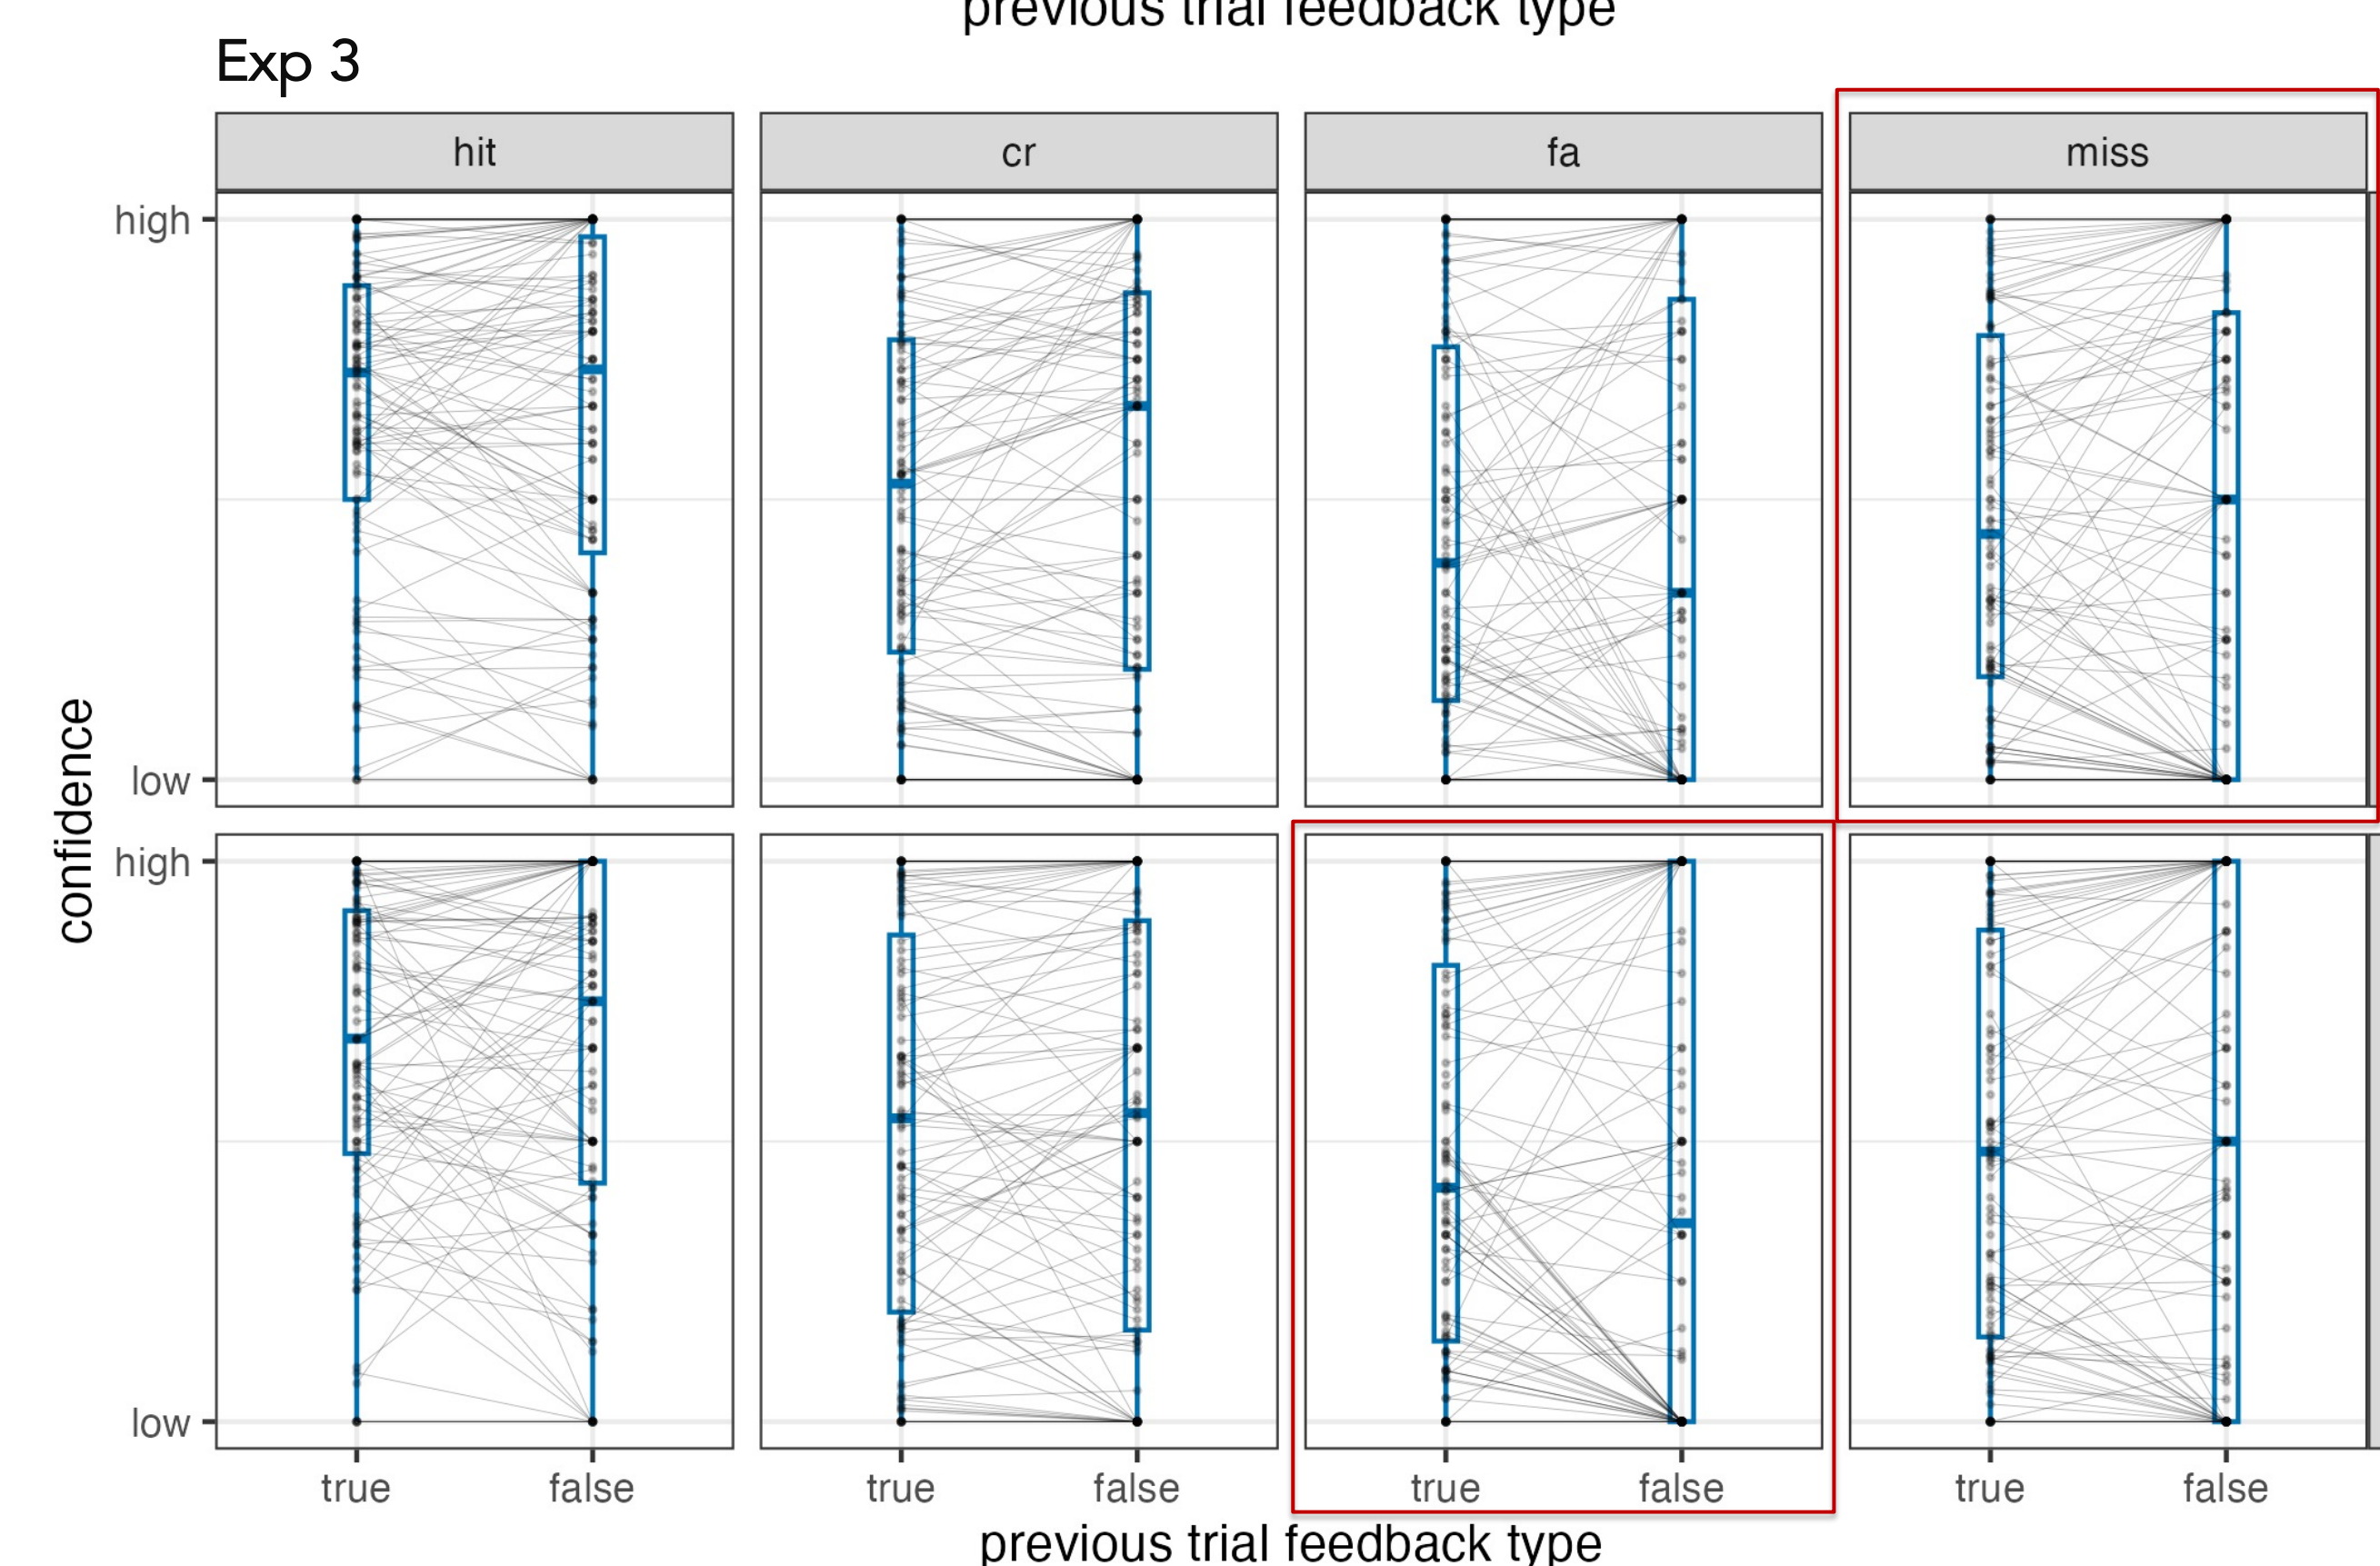 previous trial feedback type
Exp 3
hit cr fa miss
high
low
confidence
high
low
true false true false true false true false
previous trial feedback type